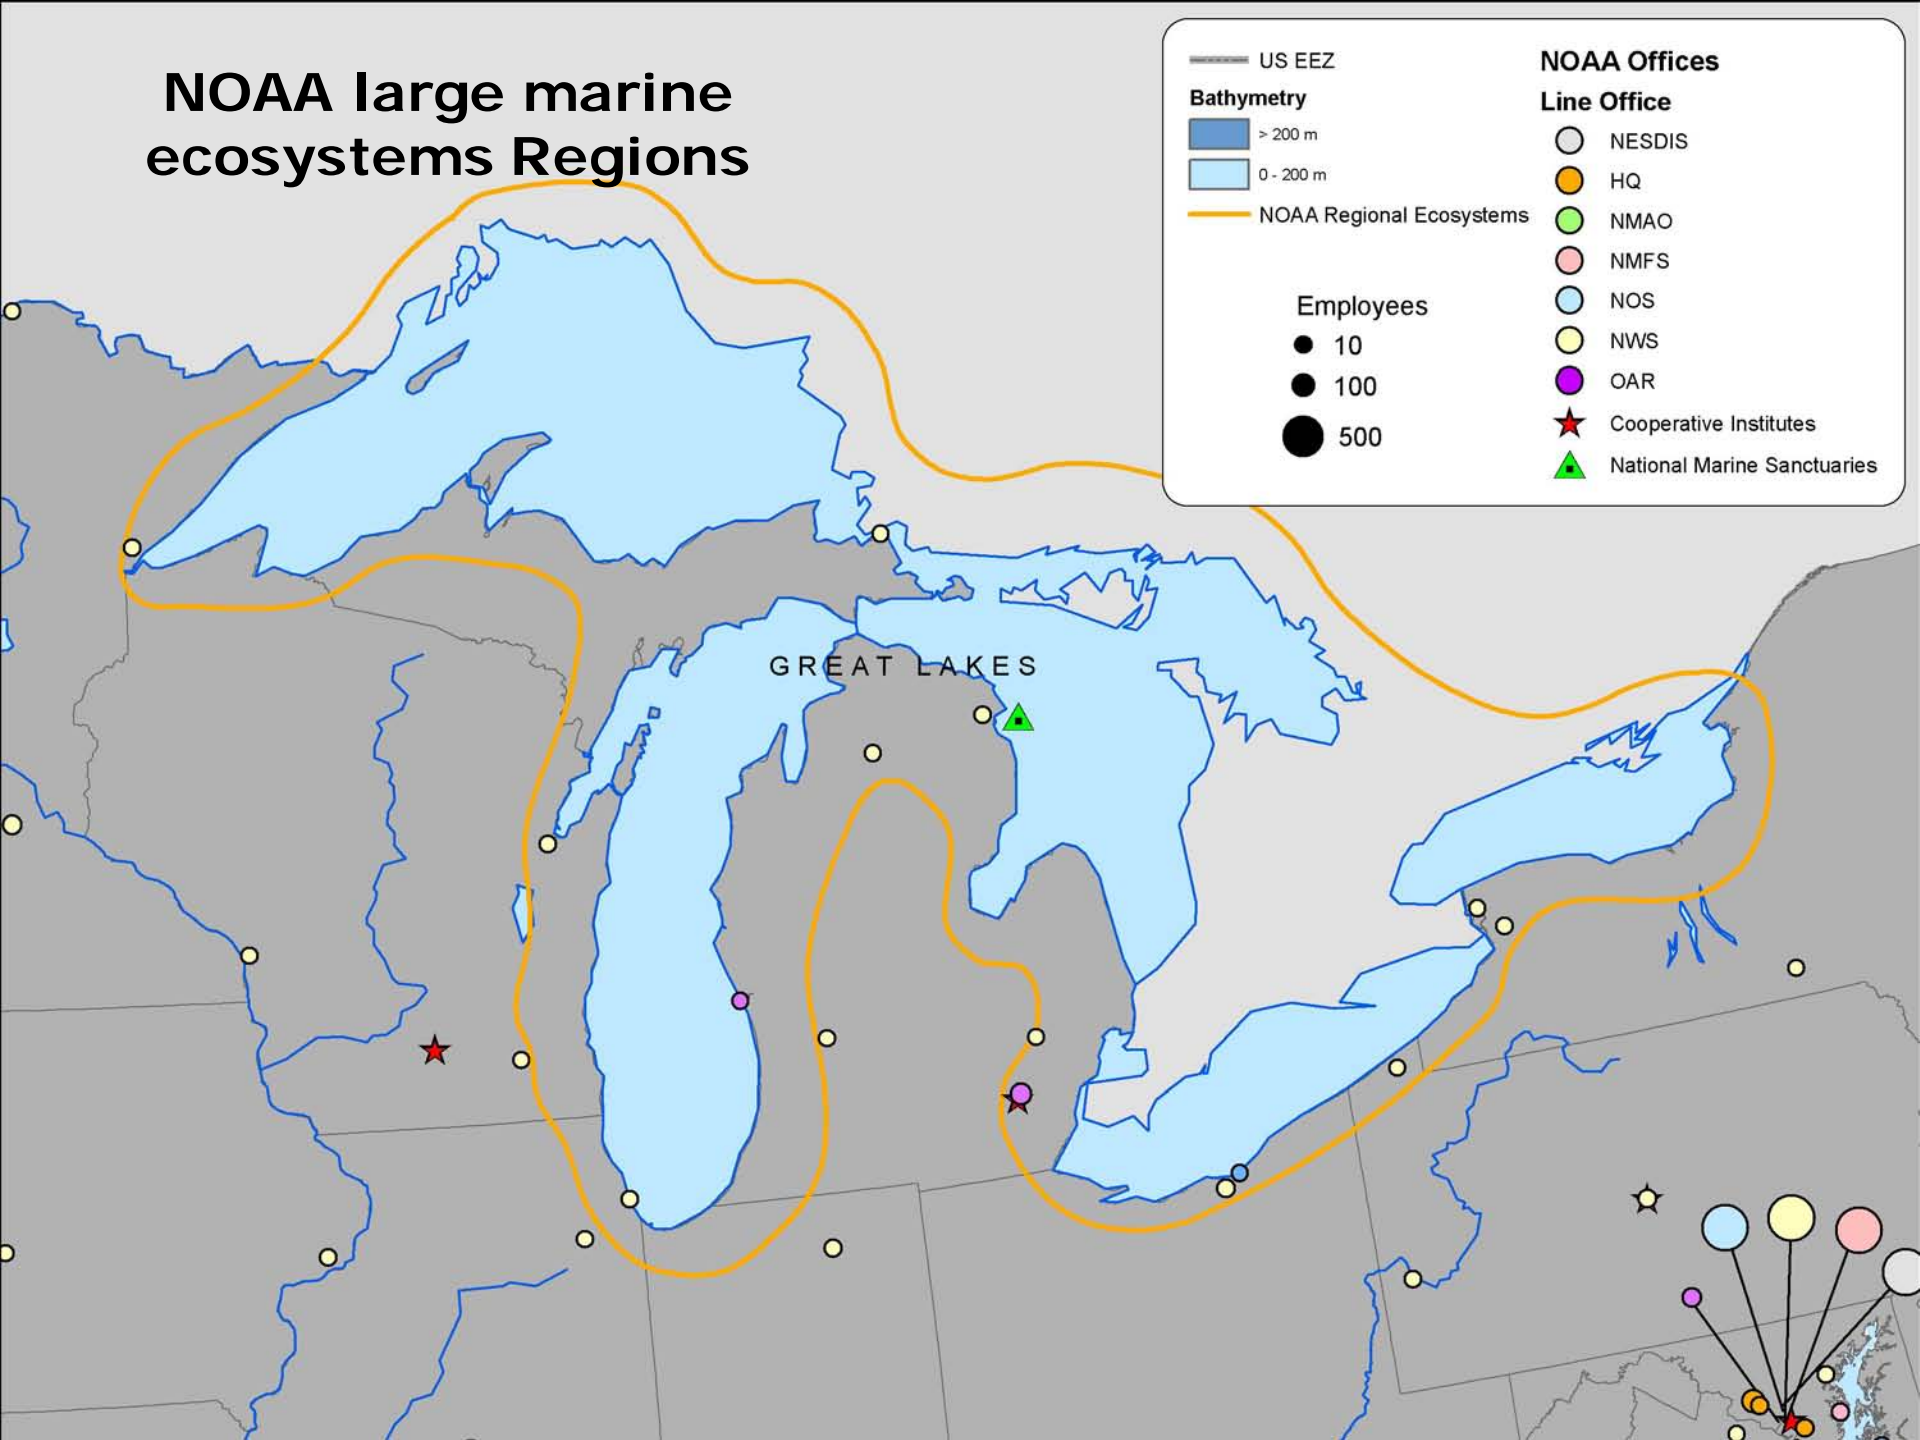 NOAA large marine
ecosystems Regions
US EEZ
Bathymetry
> 200 m
0 - 200 m
NOAA Regional Ecosystems
Employees
10
100
500
NOAA Offices
Line Office
NESDIS
HQ
NMAO
NMFS
NOS
NWS
OAR
Cooperative Institutes
National Marine Sanctuaries
GREAT LAKES